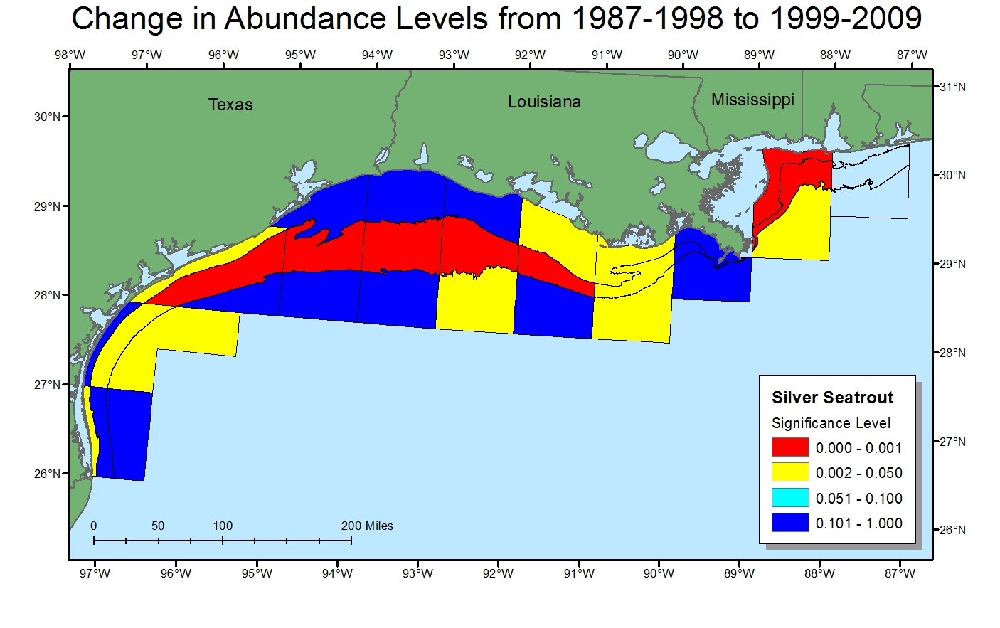 Change in Abundance Levels from 1987-1998 to 1999-2009
98°W 97°W 96°W 95°W 94°W 93°W 92°W 91°W 90°W 89°W 88°W 87°W
31°N
Texas Louisiana Mississippi
30°N
30°N
29°N
29°N
28°N
28°N
27°N
Silver Seatrout
Significance Level
27°N
0.000 - 0.001
26°N
0.002 - 0.050
0.051 - 0.100
0.101 - 1.000
26°N
0 50 100 200 Miles
97°W 96°W 95°W 94°W 93°W 92°W 91°W 90°W 89°W 88°W 87°W